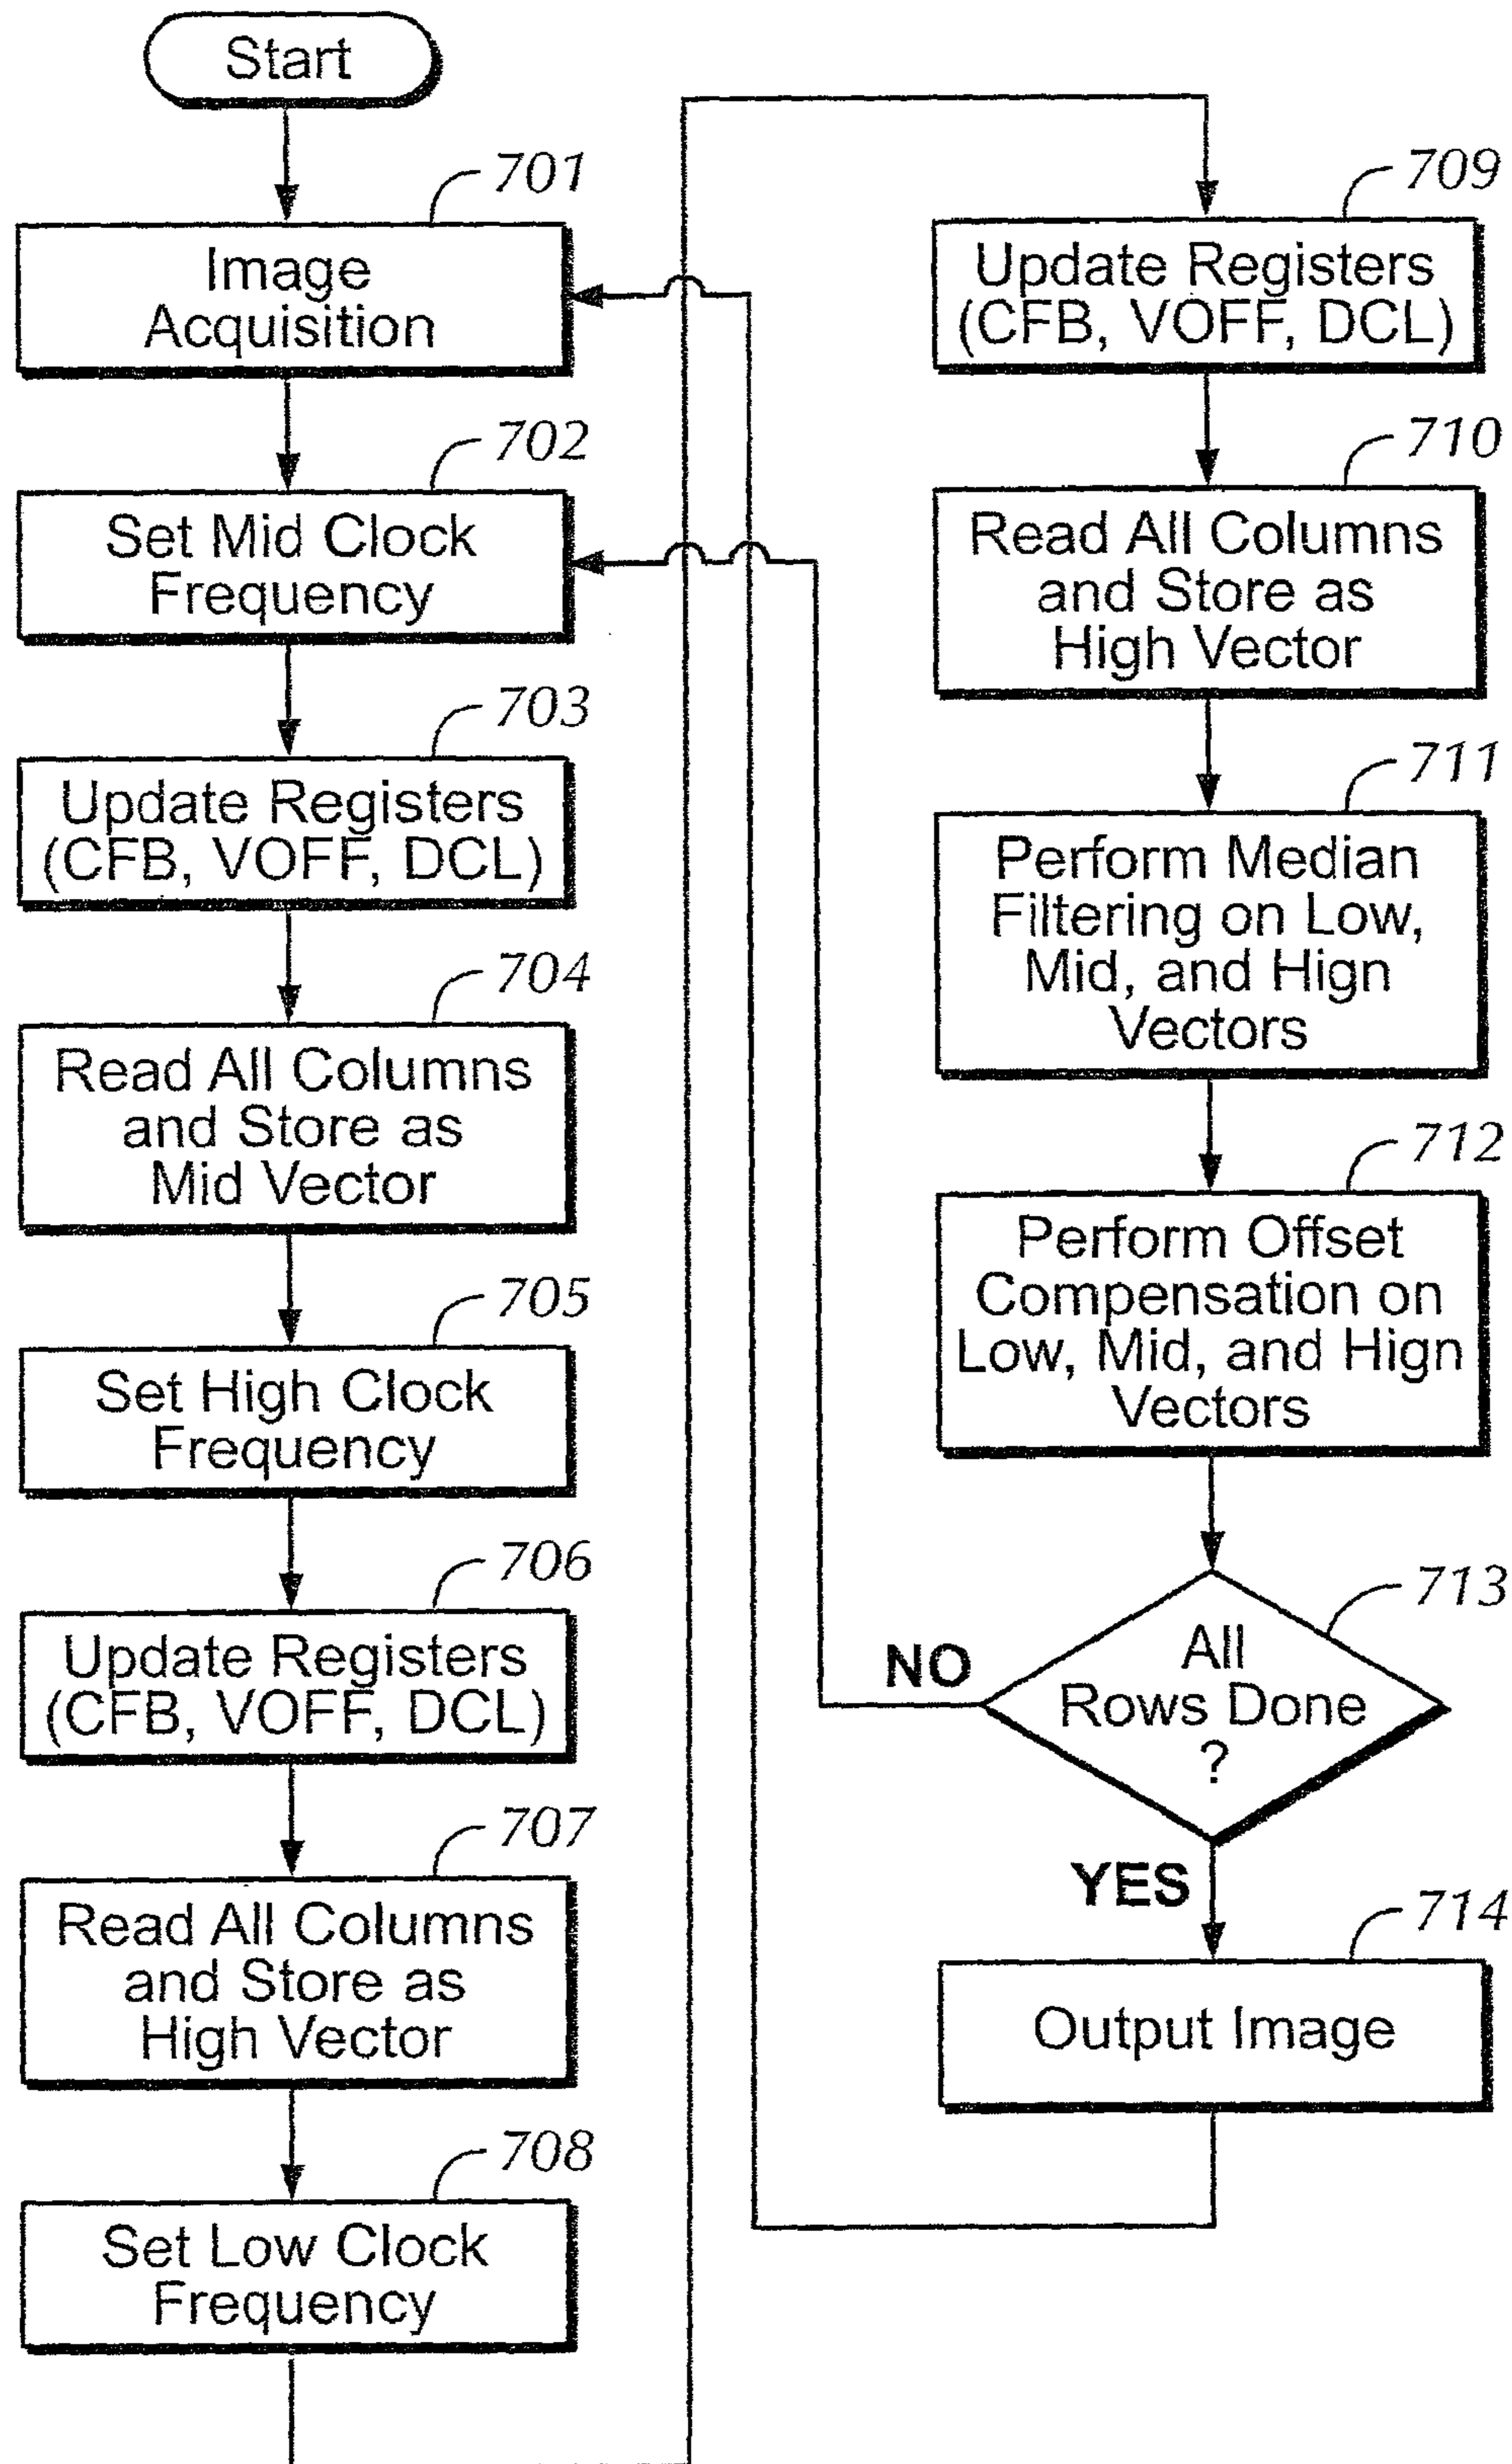 Start
701
Image
Acquisition
702
Set Mid Clock
Frequency
703
Update Registers
(CFB, VOFF, DCL)
704
Read All Columns
and Store as
Mid Vector
705
Set High Clock
Frequency
706
Update Registers
(CFB, VOFF, DCL)
707
Read All Columns
and Store as
High Vector
708
Set Low Clock
Frequency
709
Update Registers
(CFB, VOFF, DCL)
710
Read All Columns
and Store as
High Vector
711
Perform Median
Filtering on Low,
Mid, and Hign
Vectors
712
Perform Offset
Compensation on
Low, Mid, and Hign
Vectors
713
All
Rows Done
?
NO
YES
714
Output Image